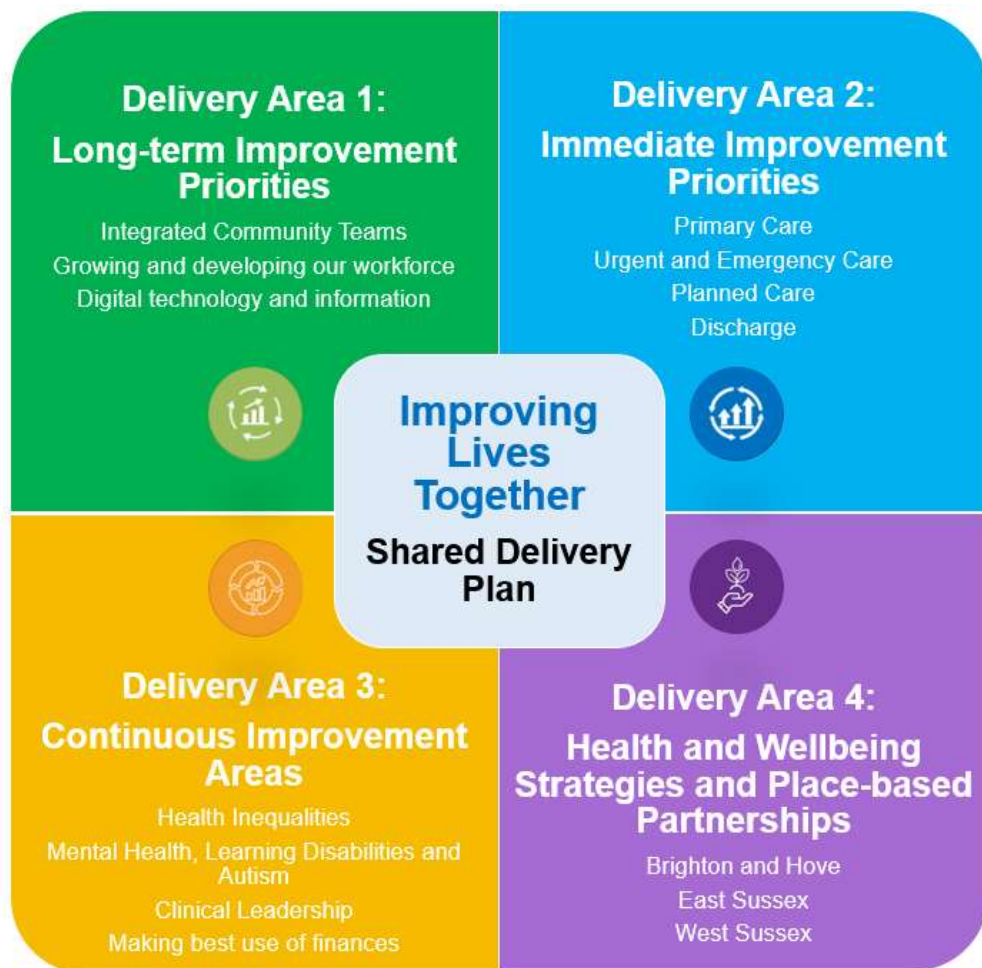 Delivery Area 1:
Long-term Improvement
Priorities
Integrated Community Teams
Growing and developing our workforce
Digital technology and information
Delivery Area 2:
Immediate Improvement
Priorities
Primary Care
Urgent and Emergency Care
Planned Care
Discharge
Improving
Lives
Together
Shared Delivery
Plan
Delivery Area 3:
Continuous Improvement
Areas
Health Inequalities
Mental Health, Learning Disabilities and
Autism
Clinical Leadership
Making best use of finances
Delivery Area 4:
Health and Wellbeing
Strategies and Place-based
Partnerships
Brighton and Hove
East Sussex
West Sussex